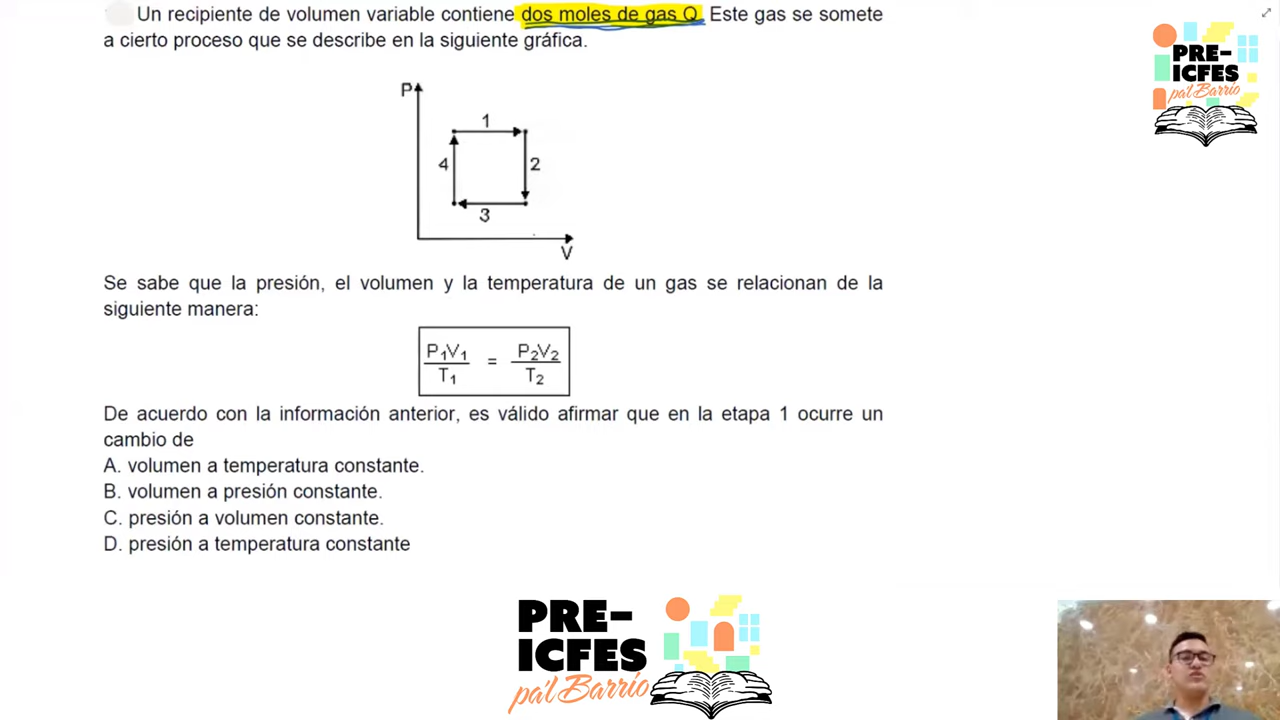 Un recipiente de volumen variable contiene dos moles de gas Q. Este gas se somete
a cierto proceso que se describe en la siguiente gráfica.
PRE-
ICFES
pa'l Barrio
P
1
4
2
3
V
Se sabe que la presión, el volumen y la temperatura de un gas se relacionan de la
siguiente manera:
P₁V₁ / T₁ = P₂V₂ / T₂
De acuerdo con la información anterior, es válido afirmar que en la etapa 1 ocurre un
cambio de
A. volumen a temperatura constante.
B. volumen a presión constante.
C. presión a volumen constante.
D. presión a temperatura constante
PRE-
ICFES
pa'l Barrio